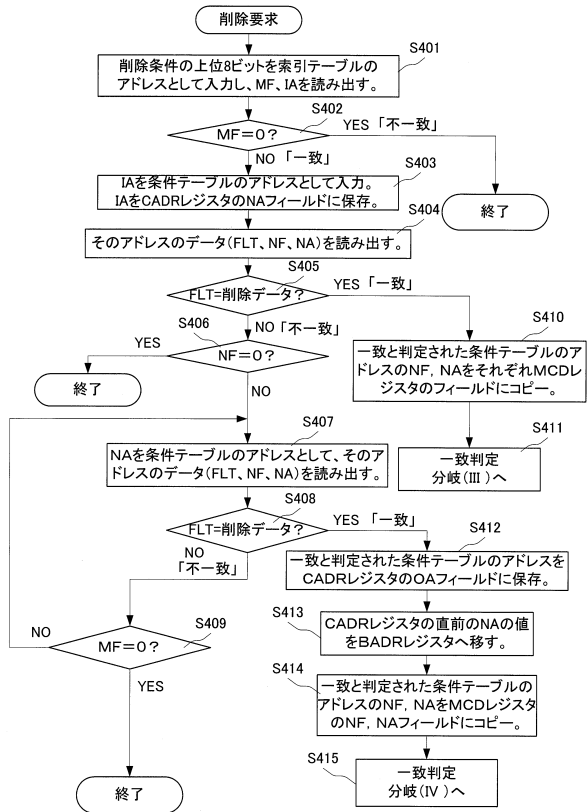 削除要求
S401
削除条件の上位8ビットを索引テーブルの
アドレスとして入力し、MF、IAを読み出す。
S402
MF=0?
YES 「不一致」
NO 「一致」
S403
IAを条件テーブルのアドレスとして入力。
IAをCADRレジスタのNAフィールドに保存。
終了
S404
そのアドレスのデータ(FLT、NF、NA)を読み出す。
S405
FLT=削除データ?
YES 「一致」
S406
NO 「不一致」
YES
NF=0?
終了
NO
S410
一致と判定された条件テーブルのア
ドレスのNF, NAをそれぞれMCDレ
ジスタのフィールドにコピー。
S407
NAを条件テーブルのアドレスとして、そのア
ドレスのデータ(FLT、NF、NA)を読み出す。
S411
一致判定
分岐(III)へ
S408
FLT=削除データ?
YES 「一致」
NO
「不一致」
S412
一致と判定された条件テーブルのアドレスを
CADRレジスタのOAフィールドに保存。
S409
NO
MF=0?
YES
S413
CADRレジスタの直前のNAの値
をBADRレジスタへ移す。
S414
一致と判定された条件テーブルの
アドレスのNF, NAをMCDレジスタ
のNF, NAフィールドにコピー。
S415
一致判定
分岐(IV)へ
終了